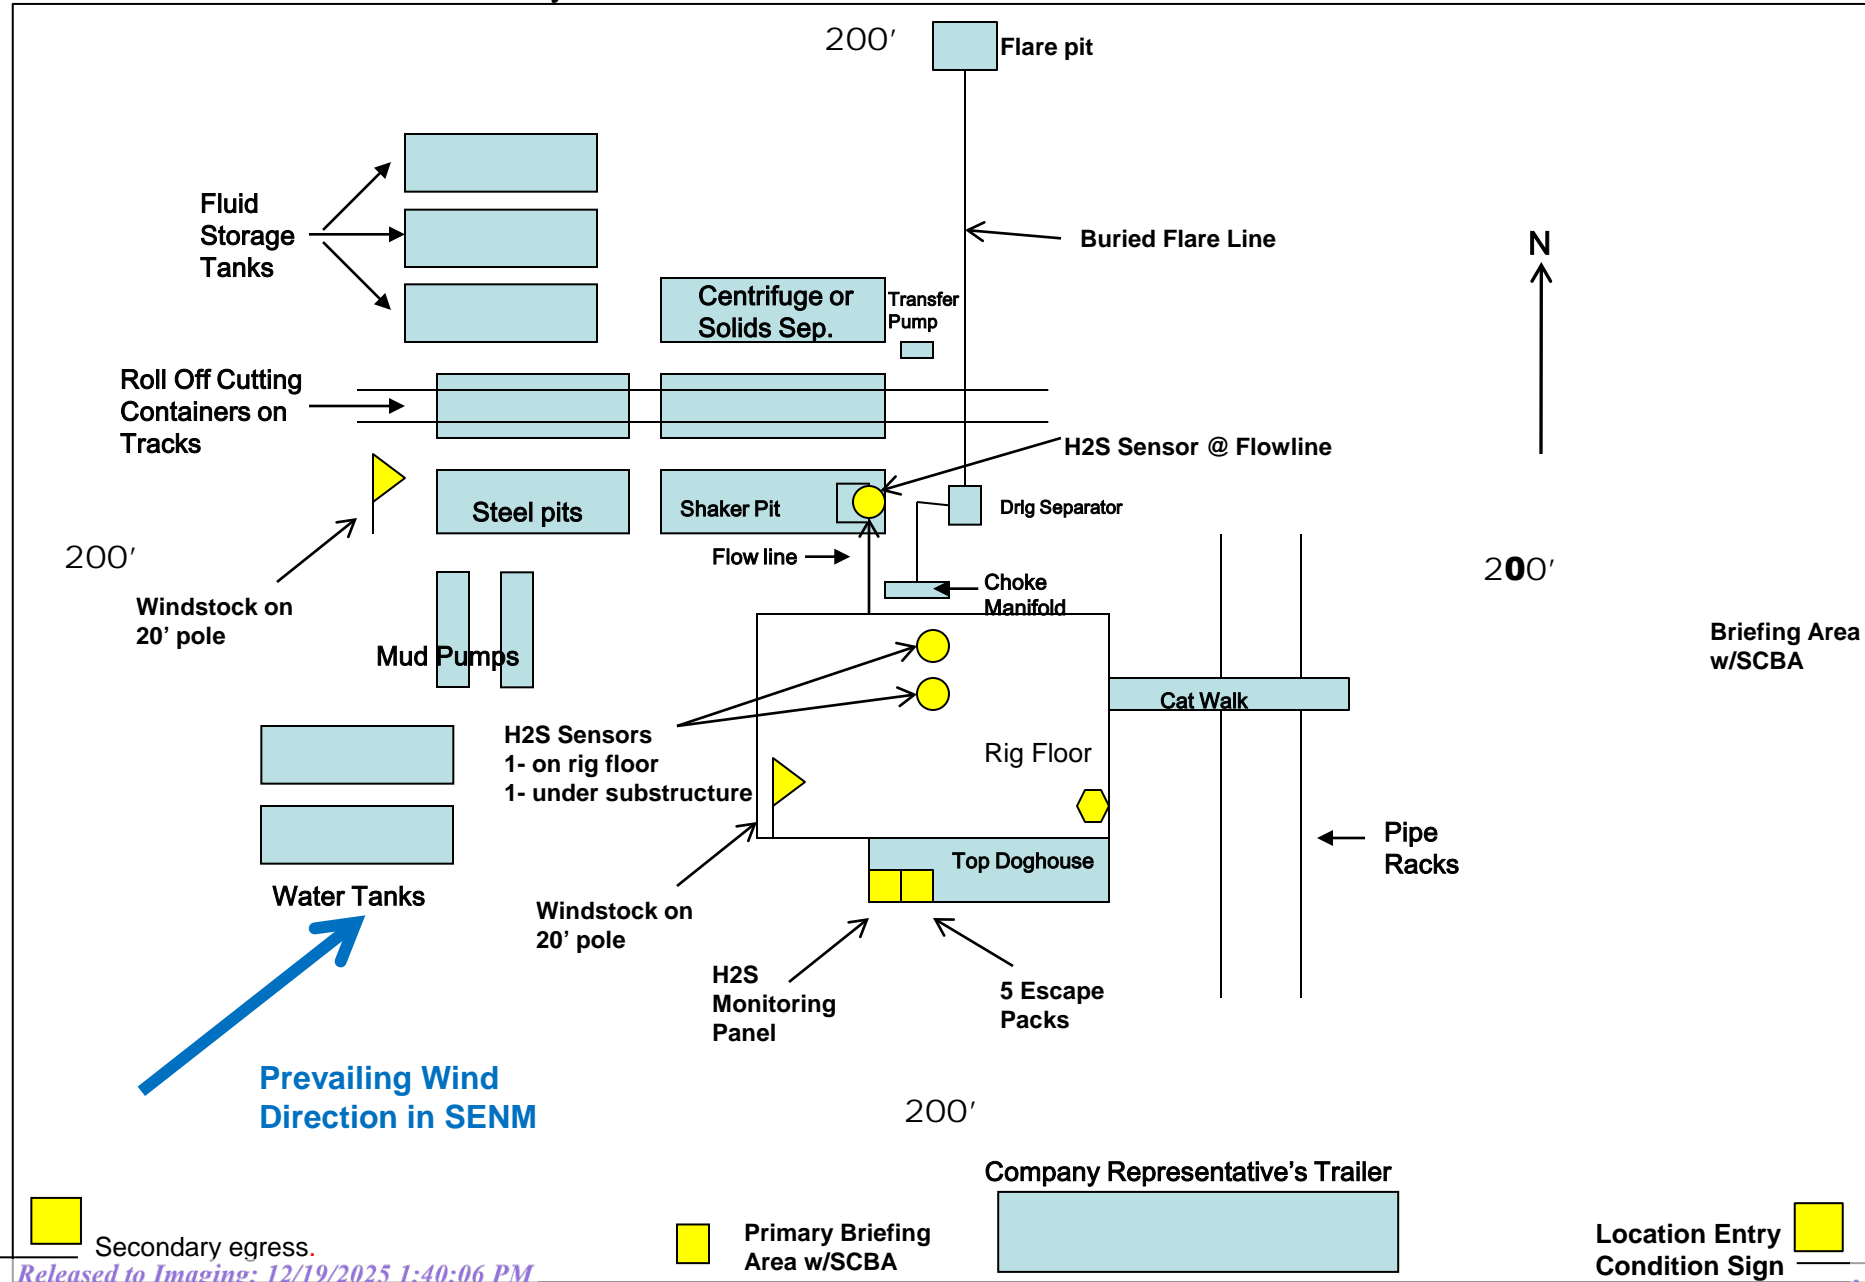 200'
Flare pit
Fluid
Storage
Tanks
Buried Flare Line
N
Centrifuge or
Solids Sep.
Transfer
Pump
Roll Off Cutting
Containers on
Tracks
H2S Sensor @ Flowline
Steel pits
Shaker Pit
Drlg Separator
200'
Flow line
200'
Windstock on
20' pole
Choke
Manifold
Mud Pumps
Briefing Area
w/SCBA
Cat Walk
H2S Sensors
1- on rig floor
1- under substructure
Rig Floor
Pipe
Racks
Top Doghouse
Water Tanks
Windstock on
20' pole
H2S
Monitoring
Panel
5 Escape
Packs
Prevailing Wind
Direction in SENM
200'
Company Representative's Trailer
Secondary egress.
Primary Briefing
Area w/SCBA
Location Entry
Condition Sign
Released to Imaging: 12/19/2025 1:40:06 PM